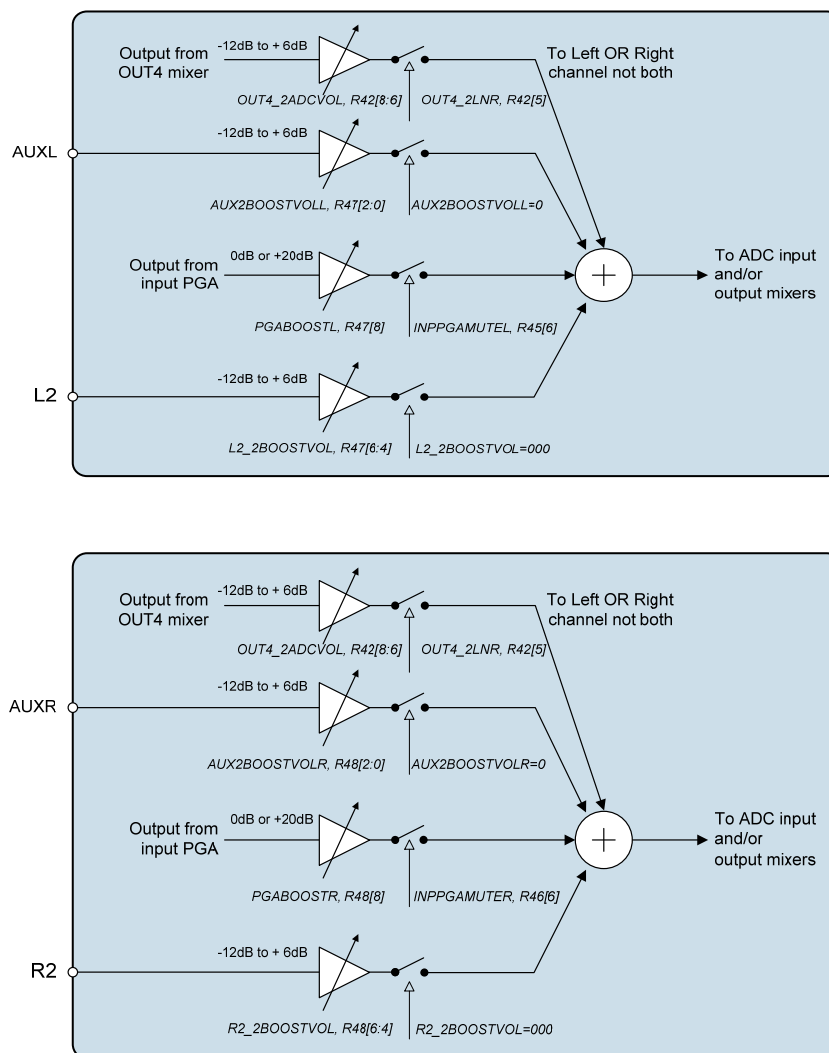 Output from
OUT4 mixer
-12dB to + 6dB
To Left OR Right
channel not both
OUT4_2ADCVOL, R42[8:6]
OUT4_2LNR, R42[5]
AUXL
-12dB to + 6dB
AUX2BOOSTVOLL, R47[2:0]
AUX2BOOSTVOLL=0
Output from
input PGA
0dB or +20dB
To ADC input
and/or
output mixers
PGABOOSTL, R47[8]
INPPGAMUTEL, R45[6]
L2
-12dB to + 6dB
L2_2BOOSTVOL, R47[6:4]
L2_2BOOSTVOL=000
Output from
OUT4 mixer
-12dB to + 6dB
To Left OR Right
channel not both
OUT4_2ADCVOL, R42[8:6]
OUT4_2LNR, R42[5]
AUXR
-12dB to + 6dB
AUX2BOOSTVOLR, R48[2:0]
AUX2BOOSTVOLR=0
Output from
input PGA
0dB or +20dB
To ADC input
and/or
output mixers
PGABOOSTR, R48[8]
INPPGAMUTER, R46[6]
R2
-12dB to + 6dB
R2_2BOOSTVOL, R48[6:4]
R2_2BOOSTVOL=000